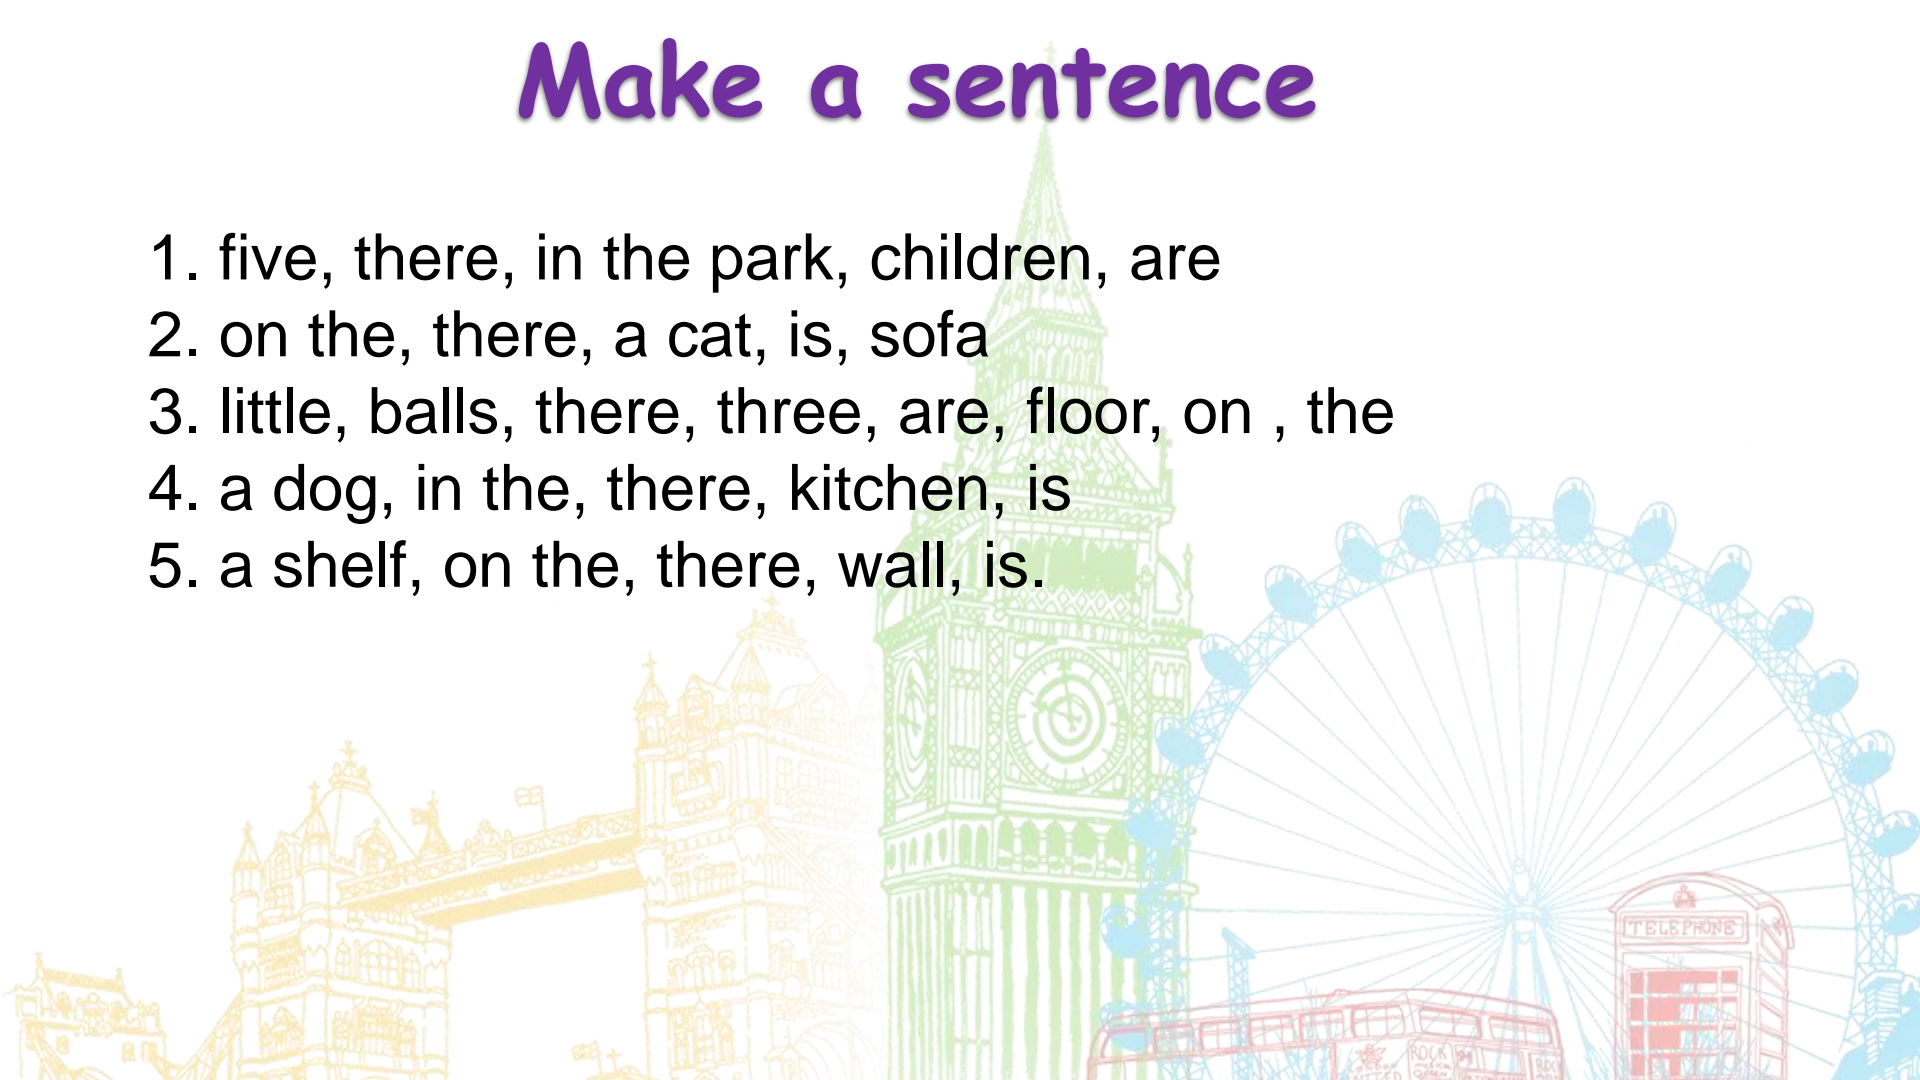 Make a sentence
1. five, there, in the park, children, are
2. on the, there, a cat, is, sofa
3. little, balls, there, three, are, floor, on , the
4. a dog, in the, there, kitchen, is
5. a shelf, on the, there, wall, is.
TELEPHONE
ROCK